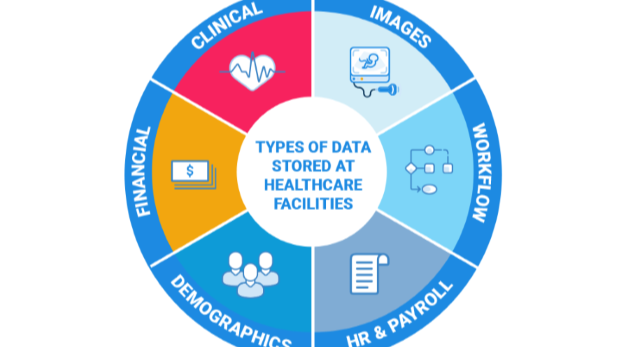 CLINICAL
IMAGES
WORKFLOW
HR & PAYROLL
DEMOGRAPHICS
FINANCIAL
$
TYPES OF DATA
STORED AT
HEALTHCARE
FACILITIES